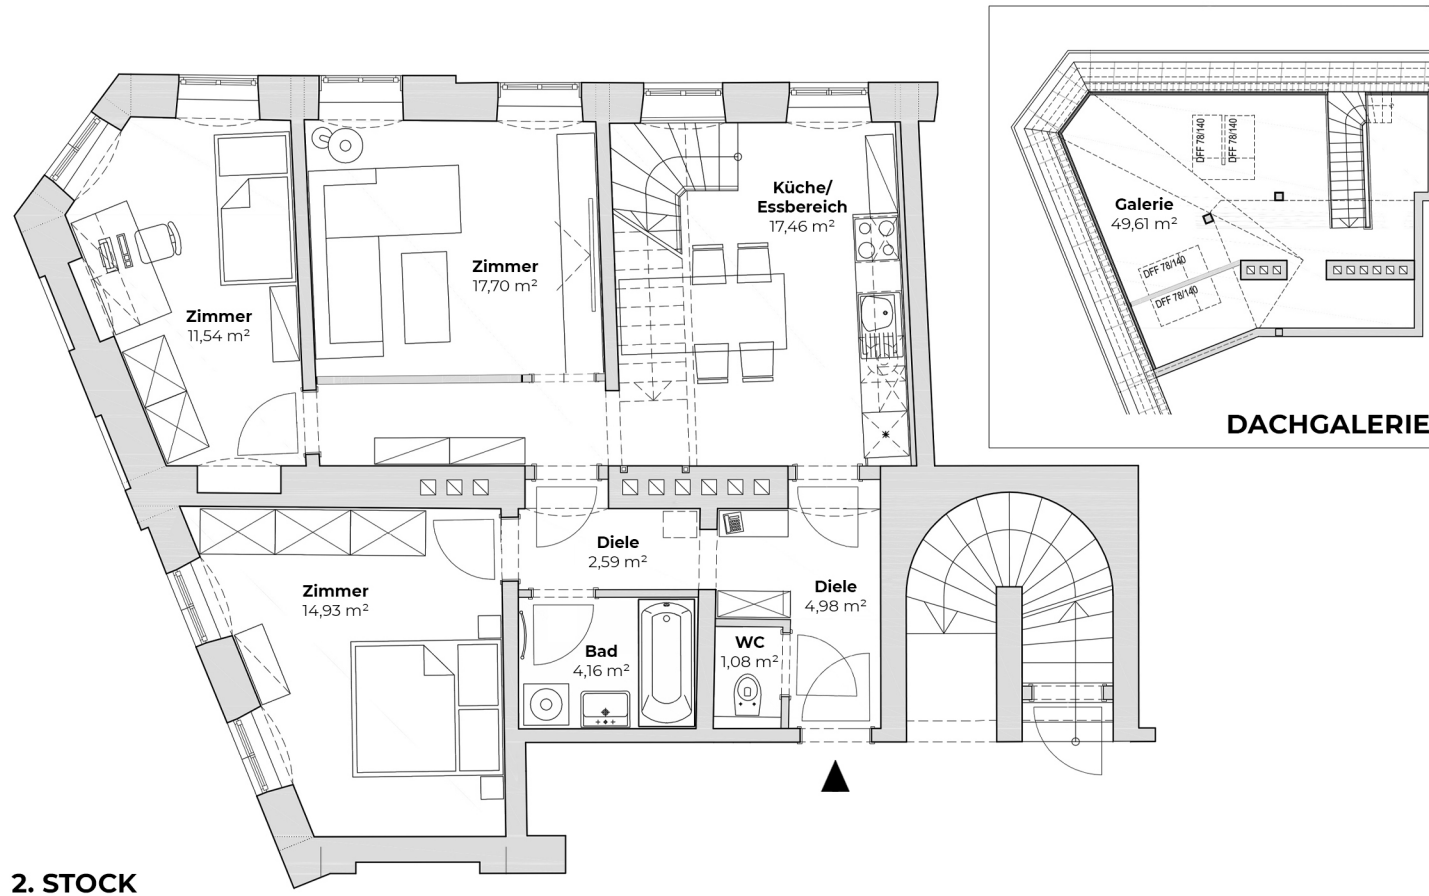 DFF 78/140
DFF 78/140
Galerie
49,61 m²
DFF 78/140
DFF 78/140
DACHGALERIE
Küche/
Essbereich
17,46 m²
Zimmer
17,70 m²
Zimmer
11,54 m²
Diele
2,59 m²
Zimmer
14,93 m²
Diele
4,98 m²
WC
1,08 m²
Bad
4,16 m²
2. STOCK